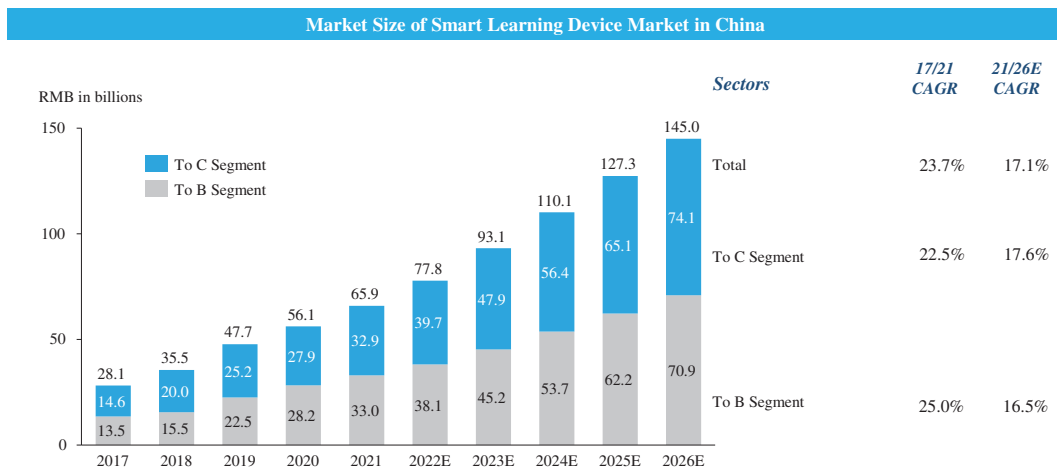 Market Size of Smart Learning Device Market in China
Sectors
17/21 CAGR
21/26E CAGR
RMB in billions
To C Segment
To B Segment
150
100
50
0
28.1
35.5
47.7
56.1
65.9
77.8
93.1
110.1
127.3
145.0
14.6
20.0
25.2
27.9
32.9
39.7
47.9
56.4
65.1
74.1
13.5
15.5
22.5
28.2
33.0
38.1
45.2
53.7
62.2
70.9
2017
2018
2019
2020
2021
2022E
2023E
2024E
2025E
2026E
Total 23.7% 17.1%
To C Segment 22.5% 17.6%
To B Segment 25.0% 16.5%